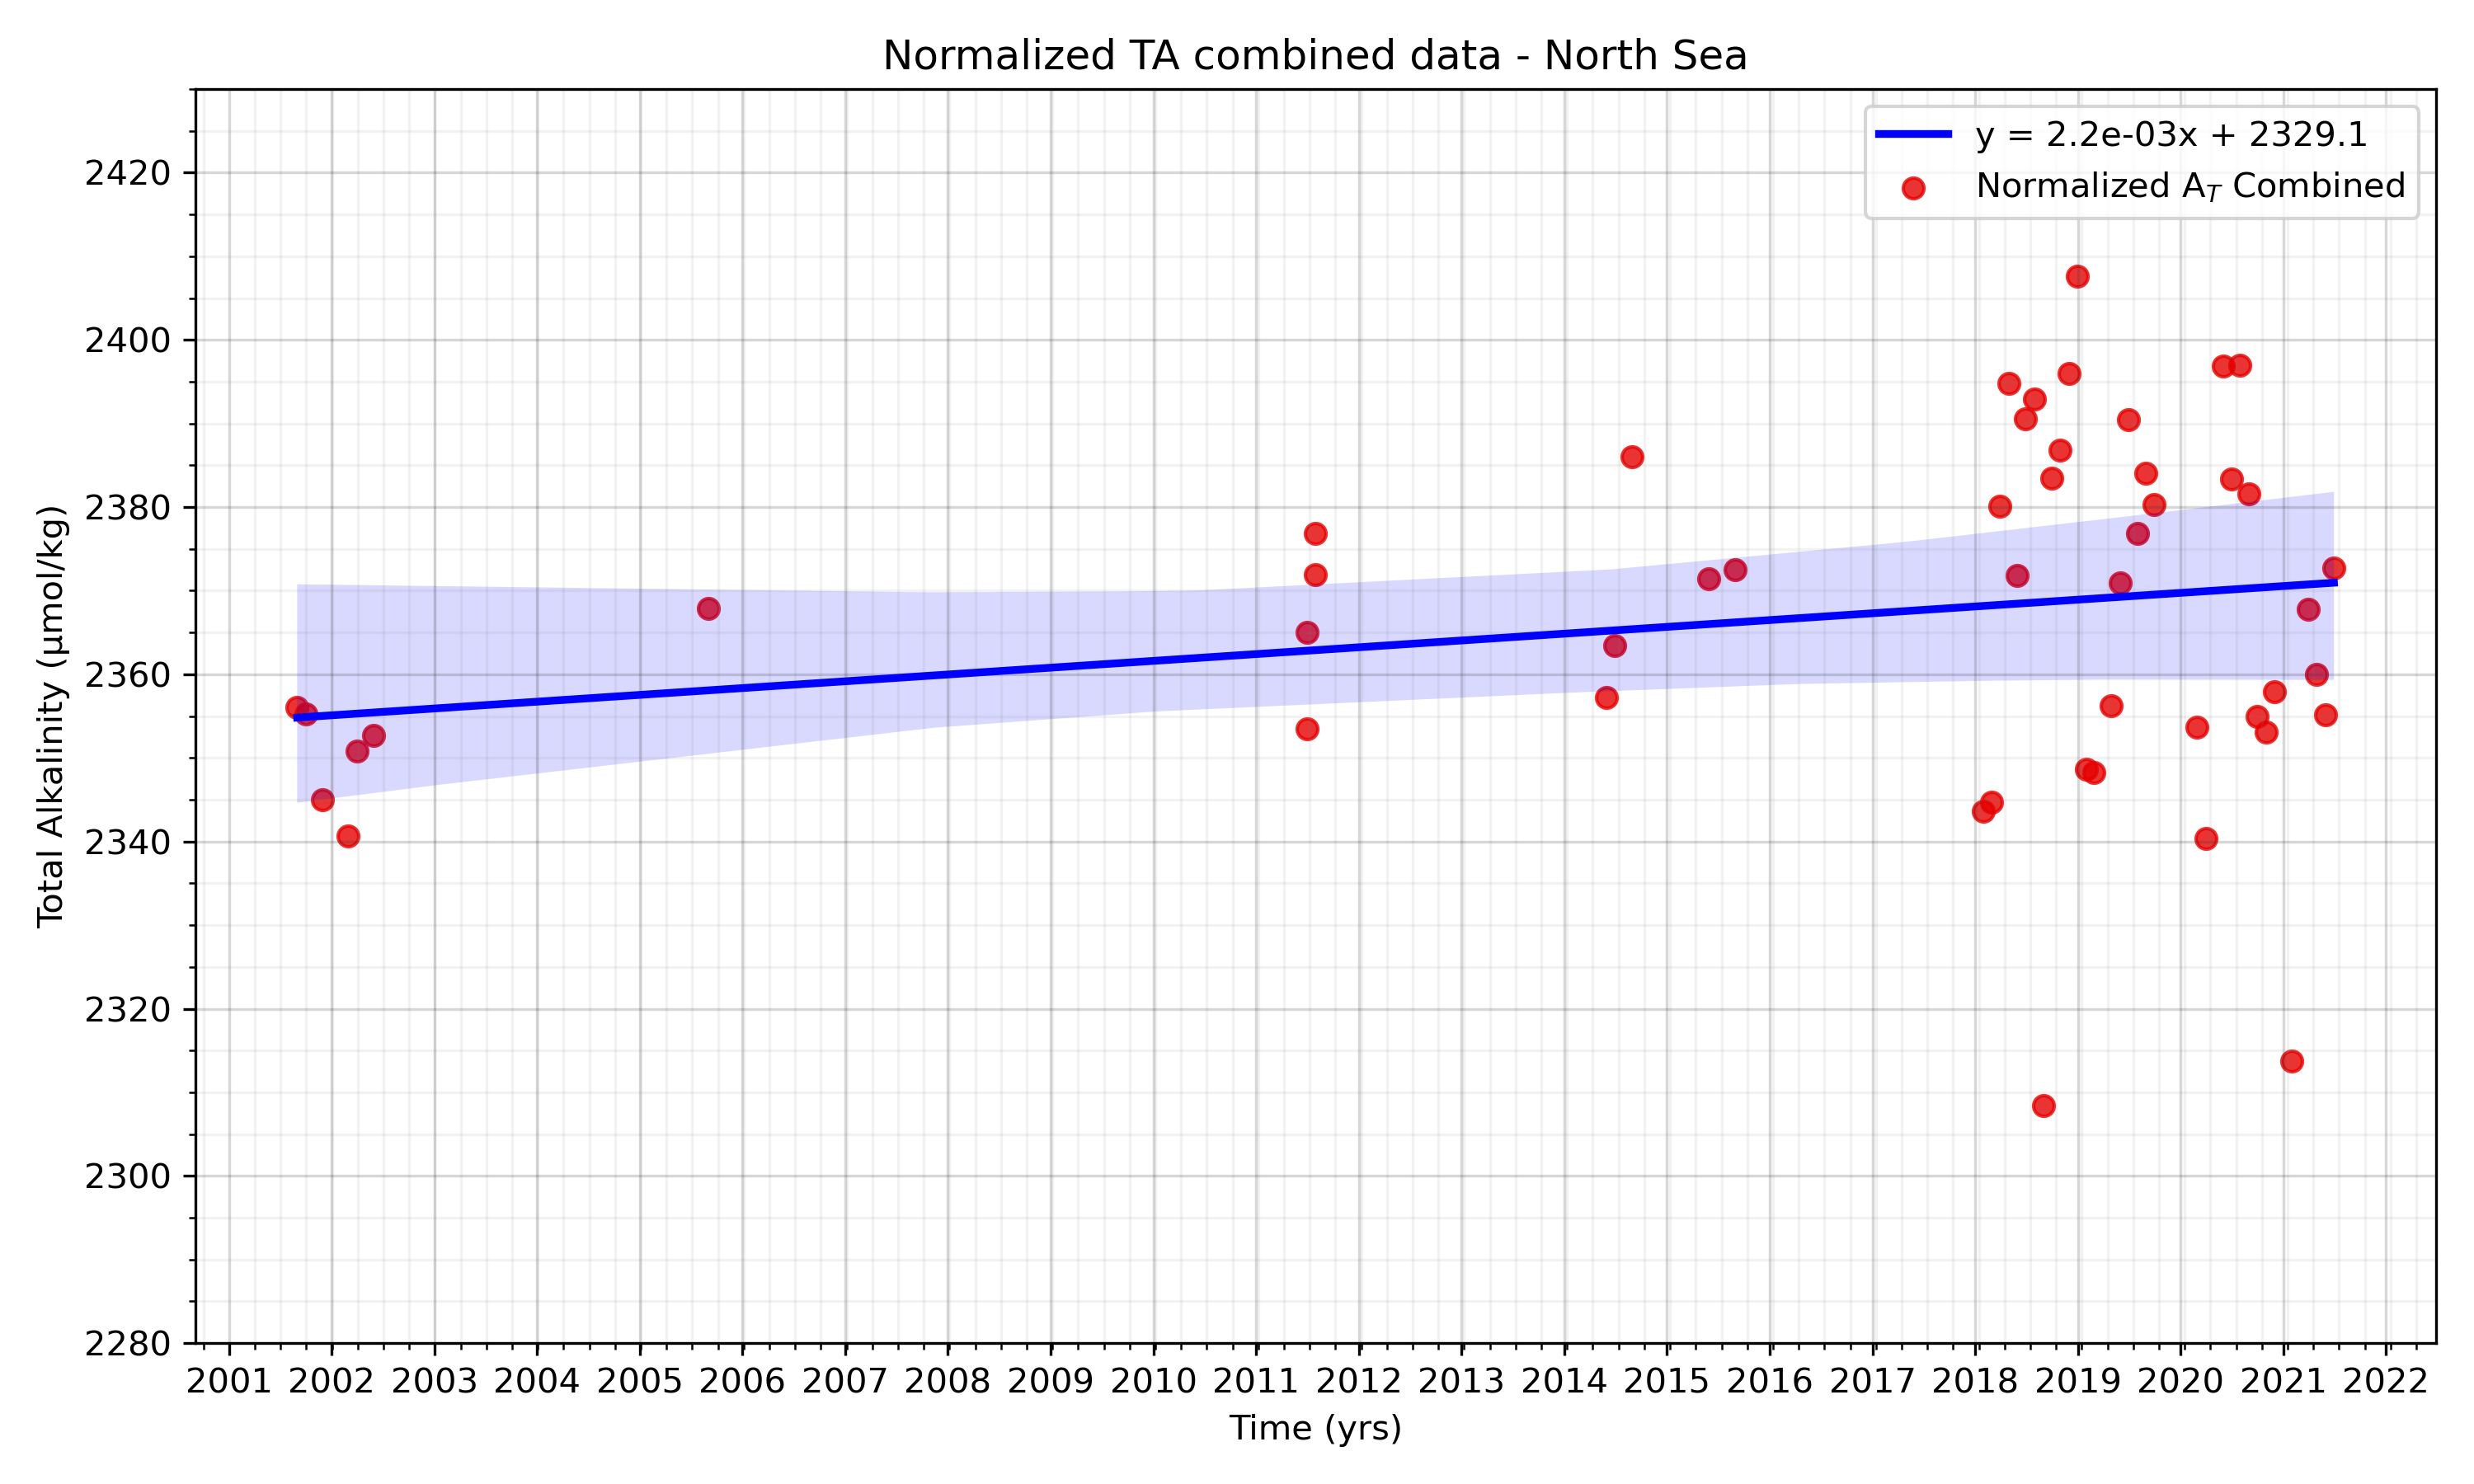 Normalized TA combined data - North Sea
y = 2.2e-03x + 2329.1
Normalized A_T Combined
Total Alkalinity (µmol/kg)
2420
2400
2380
2360
2340
2320
2300
2280
2001 2002 2003 2004 2005 2006 2007 2008 2009 2010 2011 2012 2013 2014 2015 2016 2017 2018 2019 2020 2021 2022
Time (yrs)